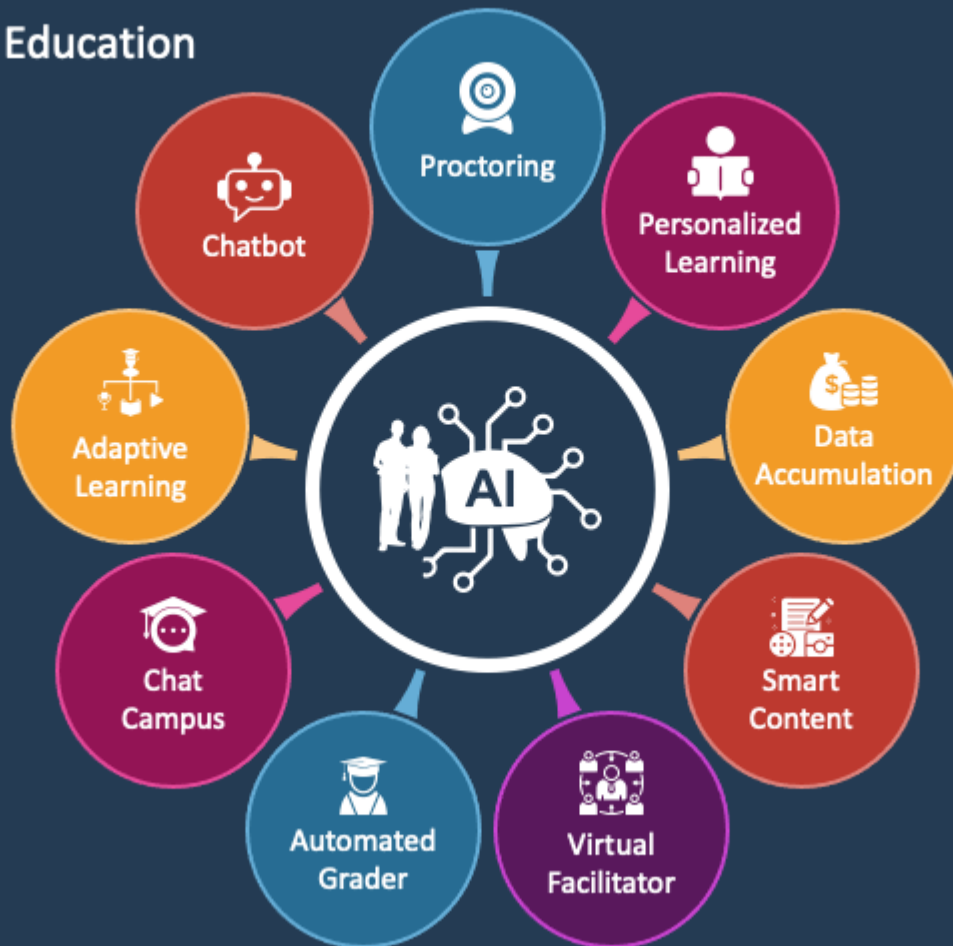 Education
Proctoring
Personalized
Learning
Data
Accumulation
$
Smart
Content
Virtual
Facilitator
Automated
Grader
Chat
Campus
Adaptive
Learning
Chatbot
AI